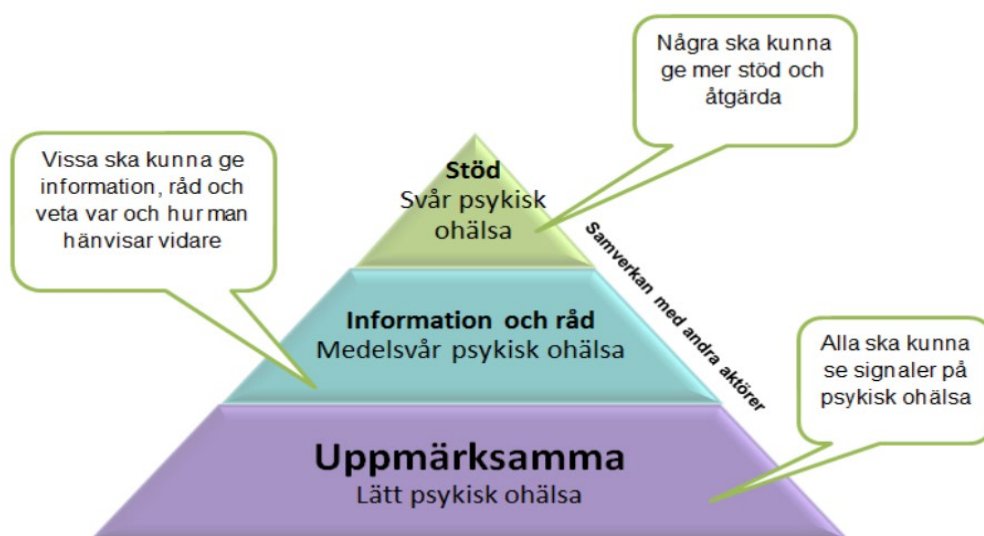 Några ska kunna
ge mer stöd och
åtgärda
Vissa ska kunna ge
information, råd och
veta var och hur man
hänvisar vidare
Stöd
Svår psykisk
ohälsa
Samverkan med andra aktörer
Information och råd
Medelsvår psykisk ohälsa
Alla ska kunna
se signaler på
psykisk ohälsa
Uppmärksamma
Lätt psykisk ohälsa